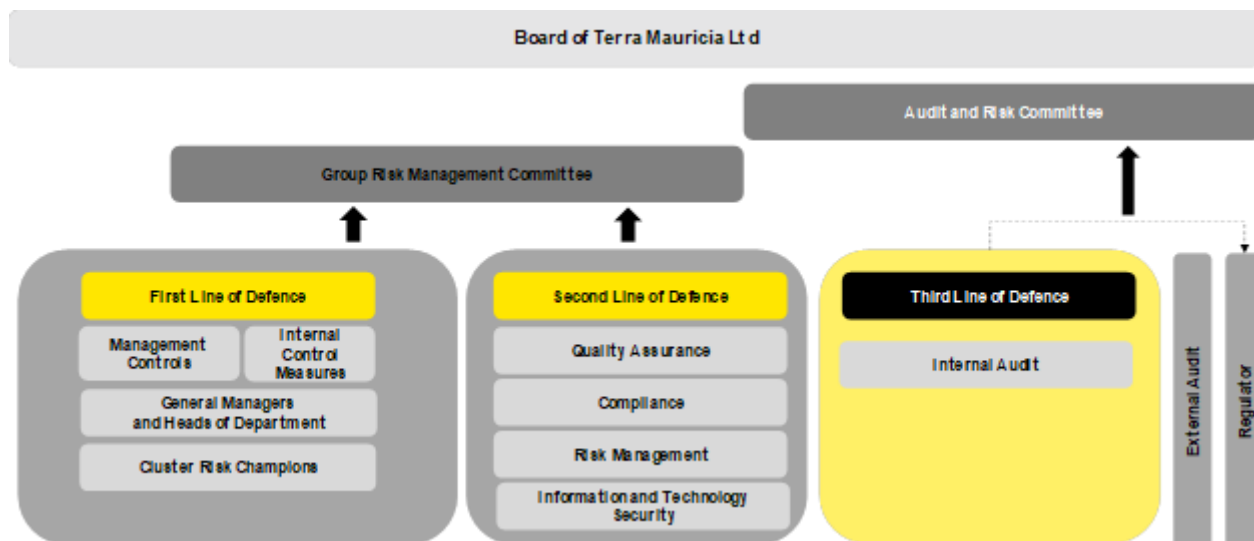 Board of Terra Mauricia Ltd
Audit and Risk Committee
Group Risk Management Committee
First Line of Defence
Management
Controls
Internal
Control
Measures
General Managers
and Heads of Department
Cluster Risk Champions
Second Line of Defence
Quality Assurance
Compliance
Risk Management
Information and Technology
Security
Third Line of Defence
Internal Audit
External Audit
Regulator